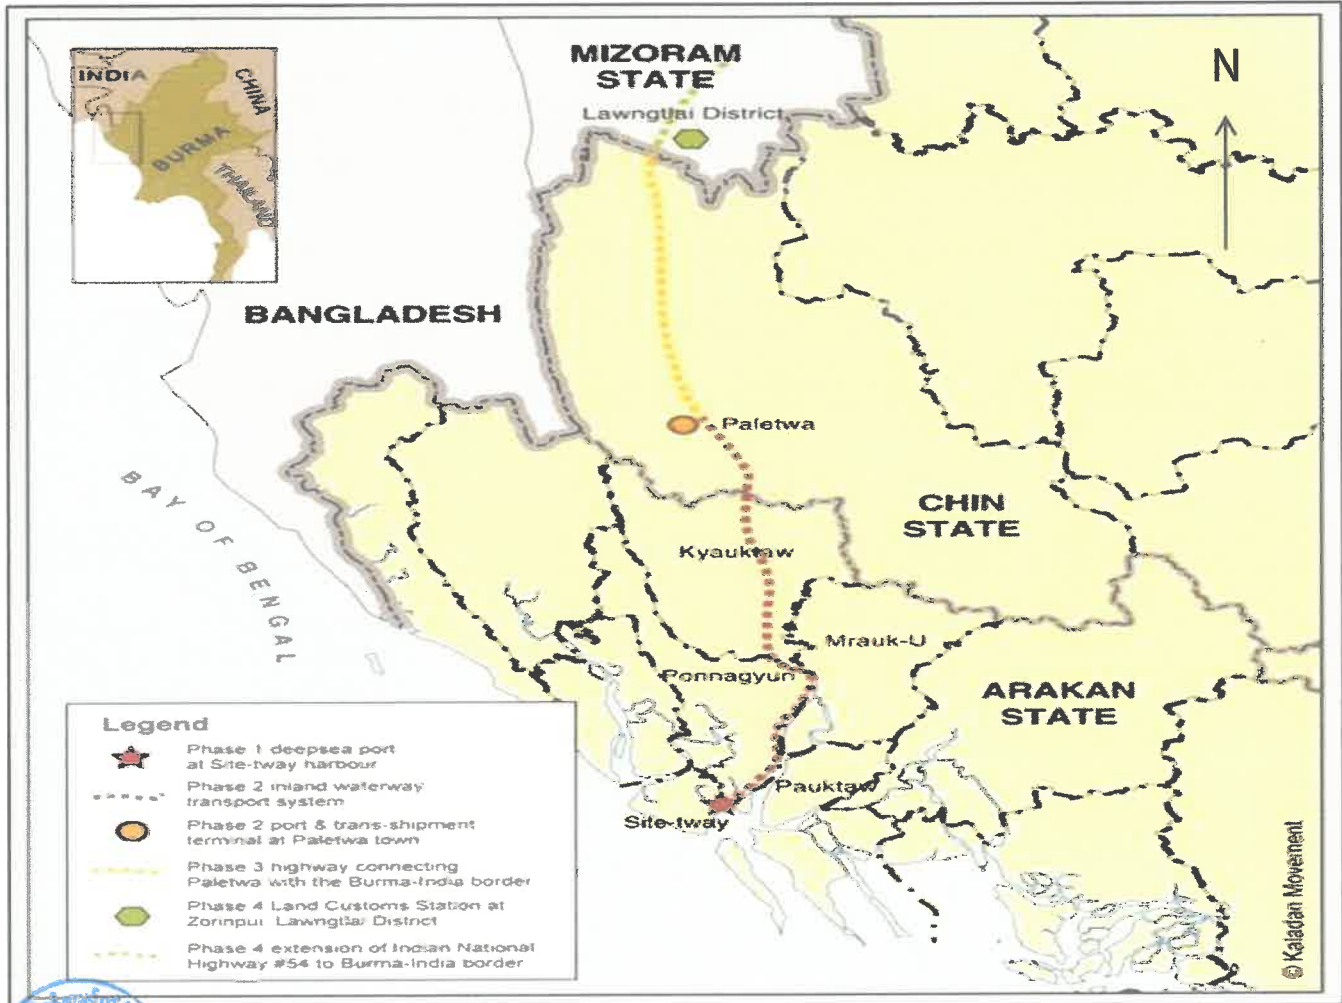 INDIA
CHINA
BURMA
THAILAND
MIZORAM
STATE
Lawngtlai District
N
BANGLADESH
Paletwa
BAY OF BENGAL
CHIN
STATE
Kyauktaw
Mrauk-U
Ponnagyun
ARAKAN
STATE
Pauktaw
Site-tway
Legend
Phase 1 deepsea port
at Site-tway harbour
Phase 2 inland waterway
transport system
Phase 2 port & trans-shipment
terminal at Paletwa town
Phase 3 highway connecting
Paletwa with the Burma-India border
Phase 4 Land Customs Station at
Zorinpui Lawngtlai District
Phase 4 extension of Indian National
Highway #54 to Burma-India border
© Kaladan Movement